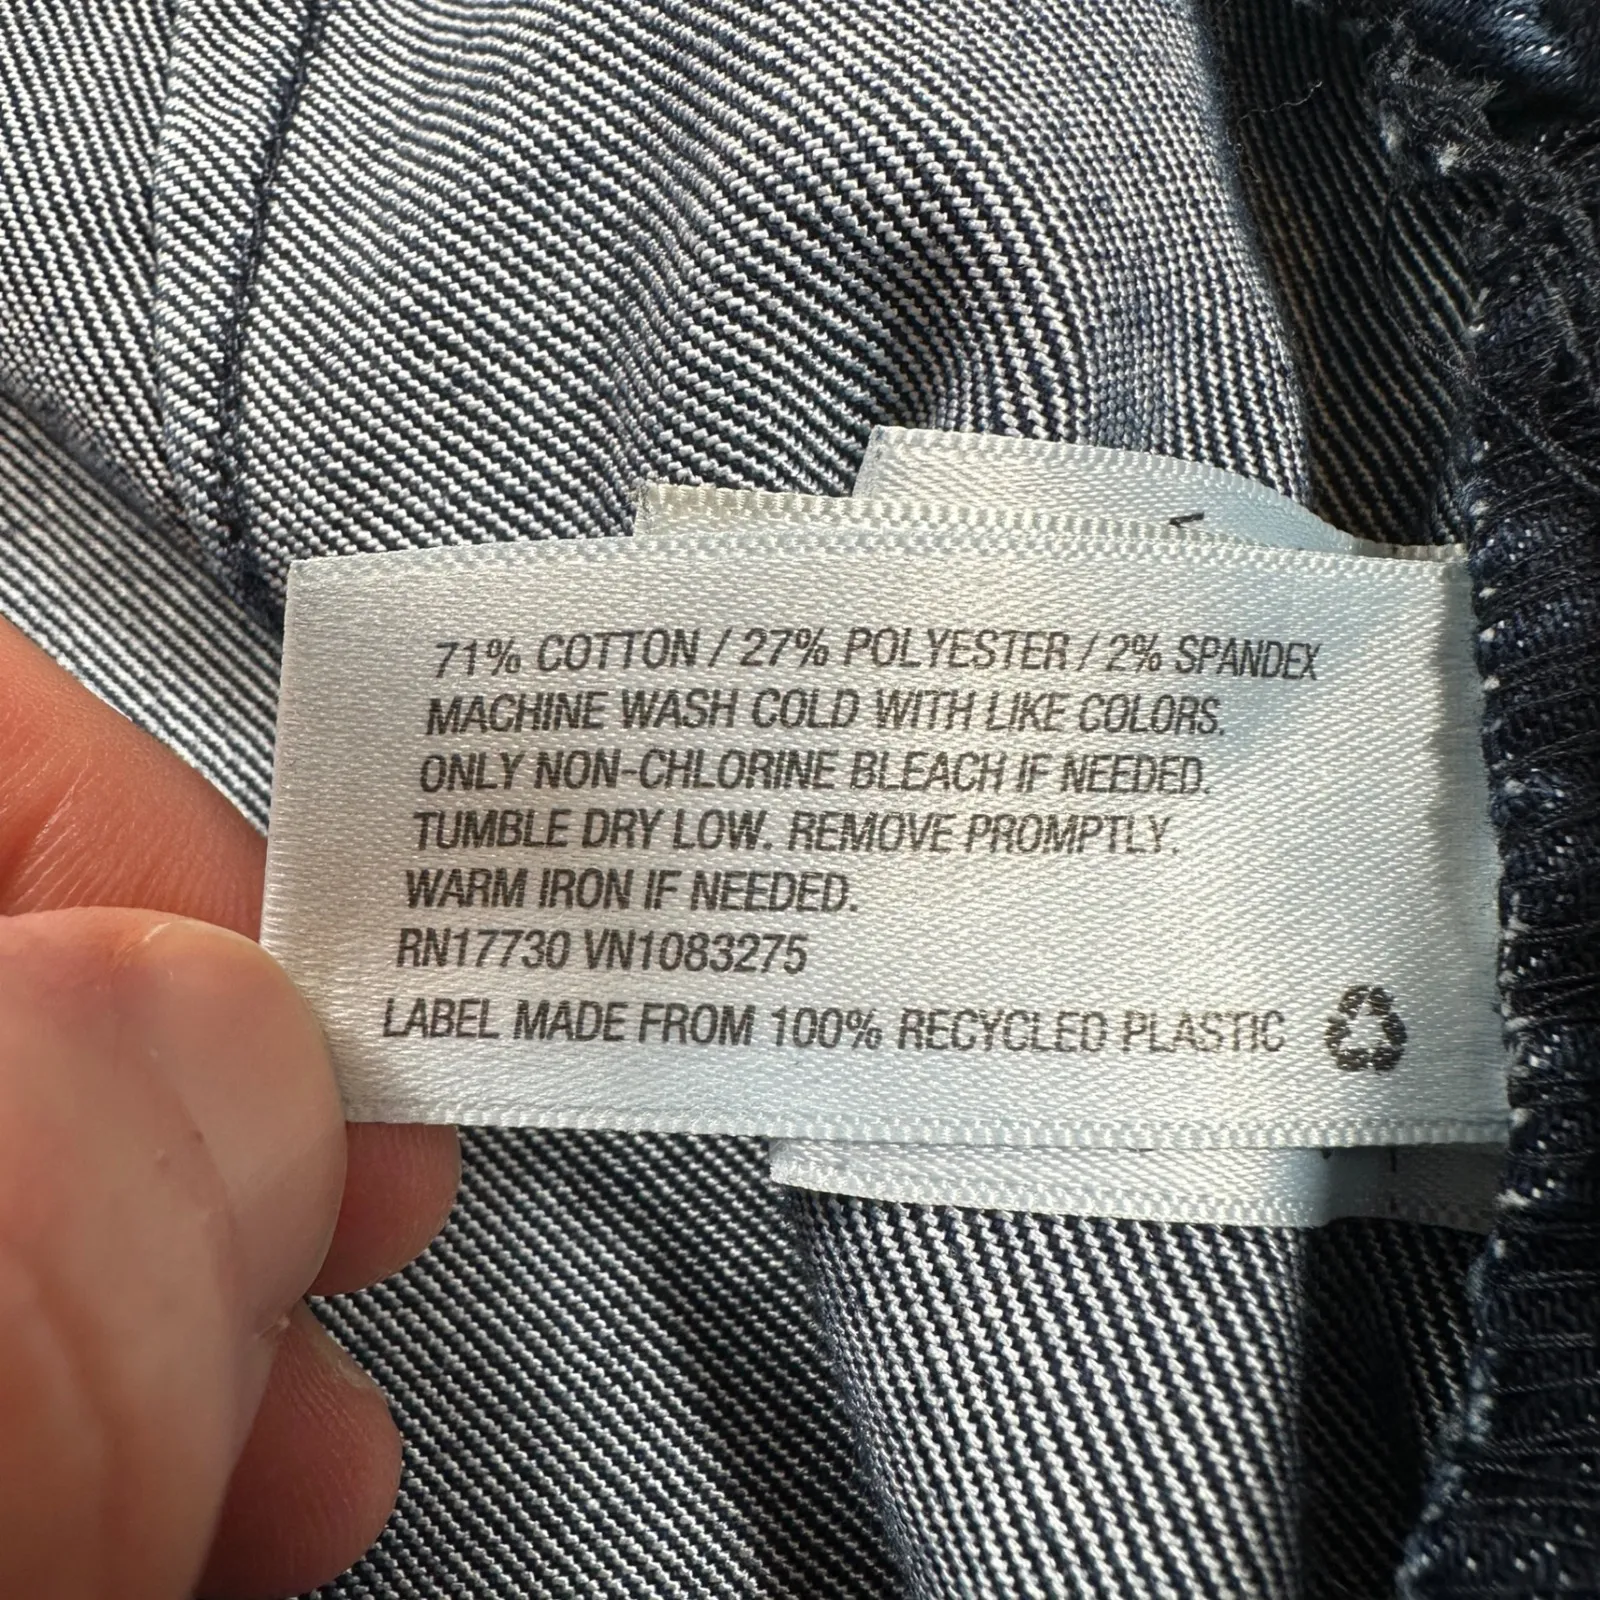 71% COTTON / 27% POLYESTER / 2% SPANDEX
MACHINE WASH COLD WITH LIKE COLORS.
ONLY NON-CHLORINE BLEACH IF NEEDED.
TUMBLE DRY LOW. REMOVE PROMPTLY.
WARM IRON IF NEEDED.
RN17730 VN1083275
LABEL MADE FROM 100% RECYCLED PLASTIC